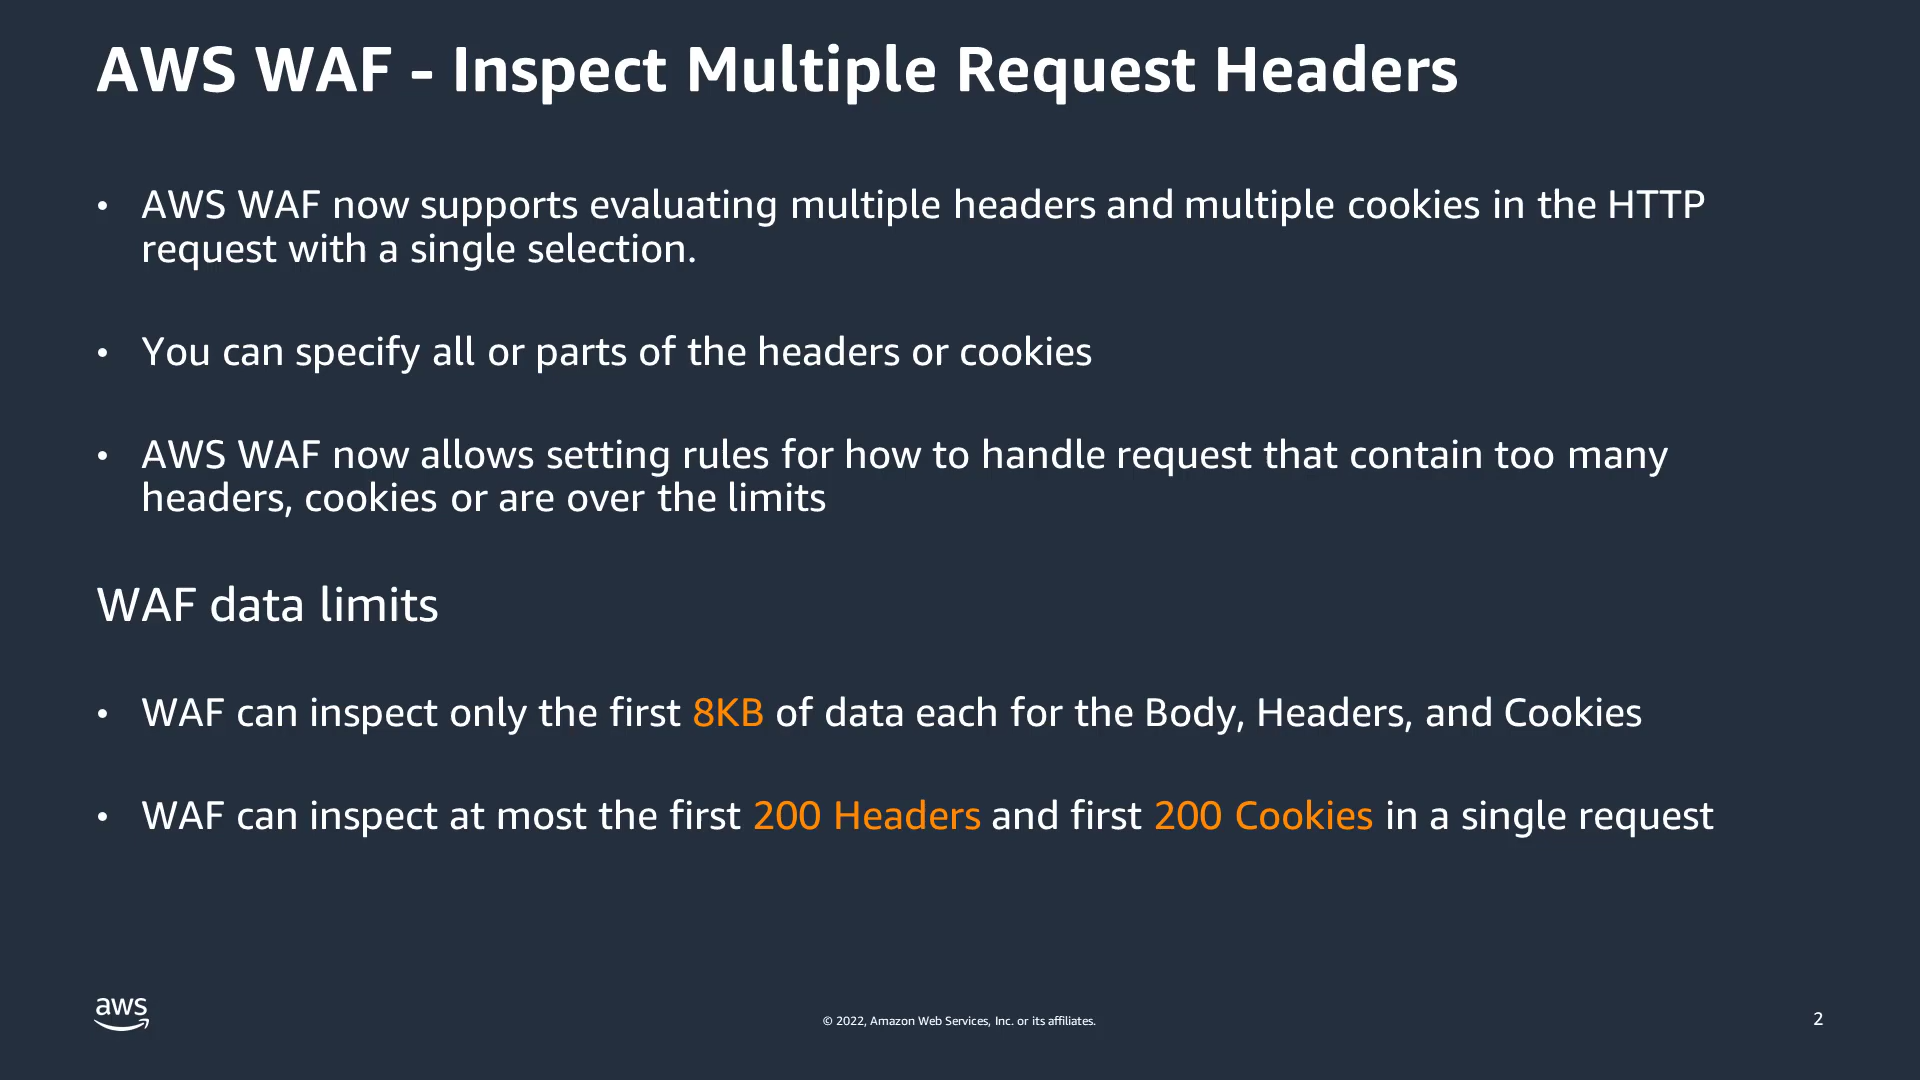 AWS WAF - Inspect Multiple Request Headers
• AWS WAF now supports evaluating multiple headers and multiple cookies in the HTTP
request with a single selection.
• You can specify all or parts of the headers or cookies
• AWS WAF now allows setting rules for how to handle request that contain too many
headers, cookies or are over the limits
WAF data limits
• WAF can inspect only the first 8KB of data each for the Body, Headers, and Cookies
• WAF can inspect at most the first 200 Headers and first 200 Cookies in a single request
aws
© 2022, Amazon Web Services, Inc. or its affiliates.
2